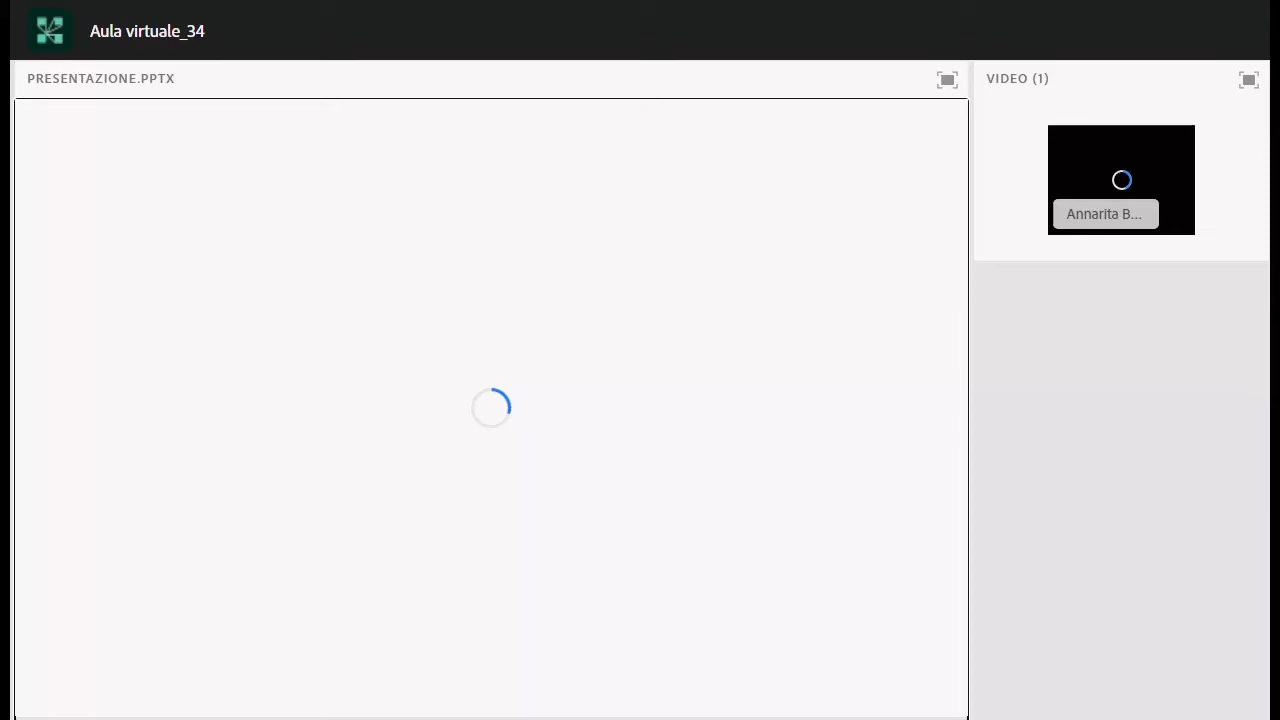 Aula virtuale_34
PRESENTAZIONE.PPTX
VIDEO (1)
Annarita B...